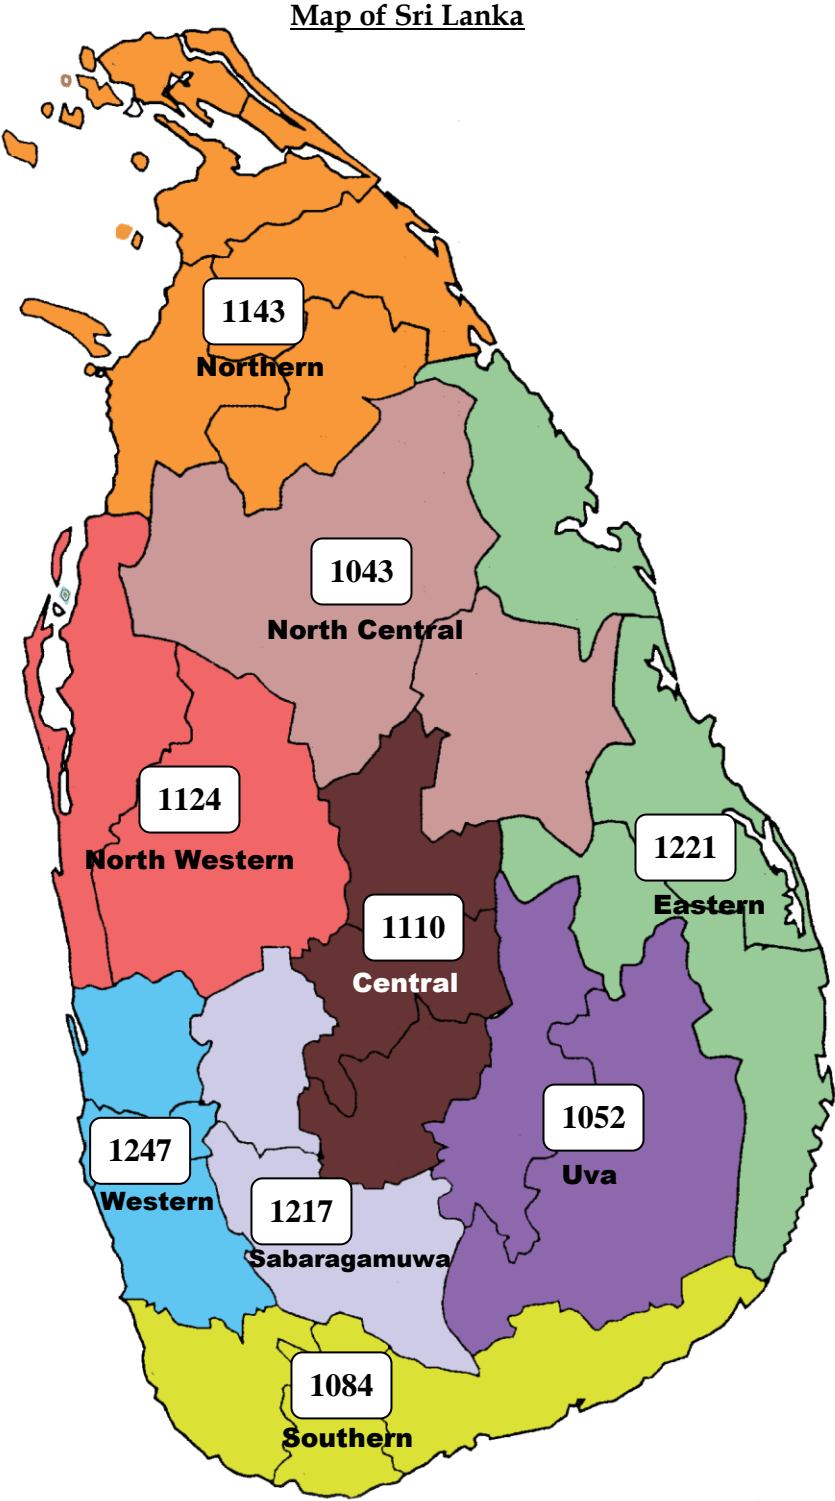 Map of Sri Lanka
1143
Northern
1043
North Central
1124
North Western
1221
Eastern
1110
Central
1052
Uva
1247
Western
1217
Sabaragamuwa
1084
Southern